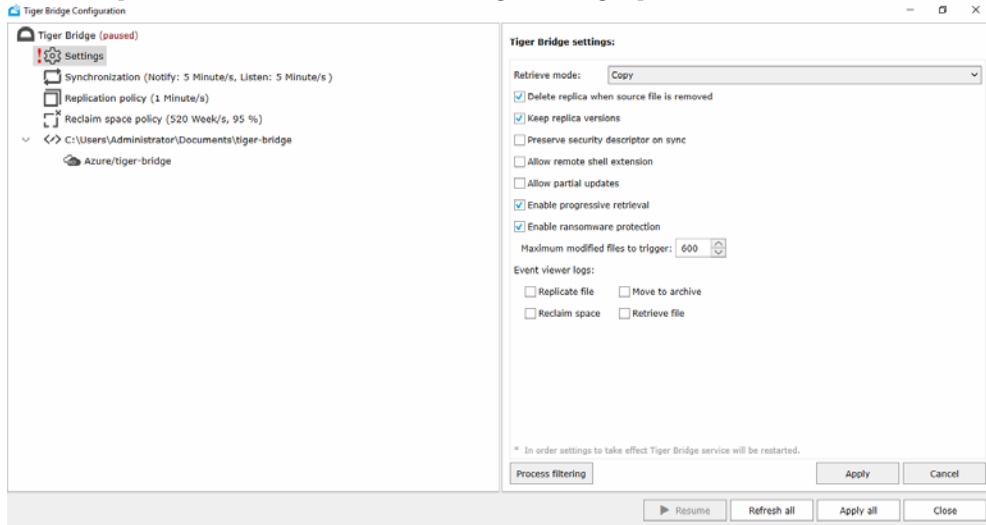 Tiger Bridge Configuration
Tiger Bridge (paused)
Settings
Synchronization (Notify: 5 Minute/s, Listen: 5 Minute/s )
Replication policy (1 Minute/s)
Reclaim space policy (520 Week/s, 95 %)
C:\Users\Administrator\Documents\tiger-bridge
Azure/tiger-bridge
Tiger Bridge settings:
Retrieve mode: Copy
Delete replica when source file is removed
Keep replica versions
Preserve security descriptor on sync
Allow remote shell extension
Allow partial updates
Enable progressive retrieval
Enable ransomware protection
Maximum modified files to trigger: 600
Event viewer logs:
Replicate file Move to archive
Reclaim space Retrieve file
* In order settings to take effect Tiger Bridge service will be restarted.
Process filtering Apply Cancel
Resume Refresh all Apply all Close